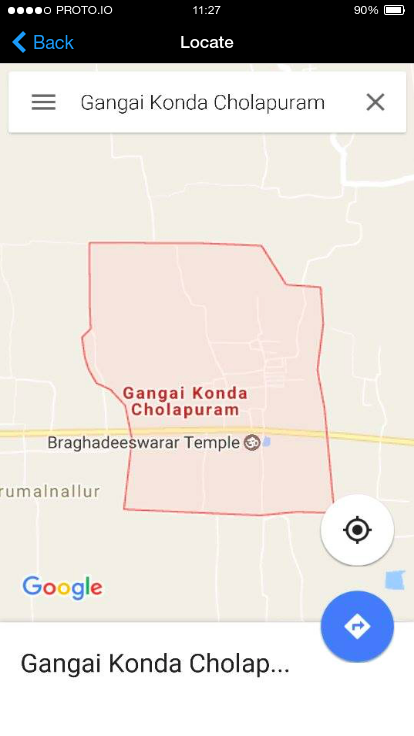 PROTO.IO 11:27 90%
Back Locate
Gangai Konda Cholapuram
Gangai Konda
Cholapuram
Braghadeeswarar Temple ॐ
rumalnallur
Google
Gangai Konda Cholap...